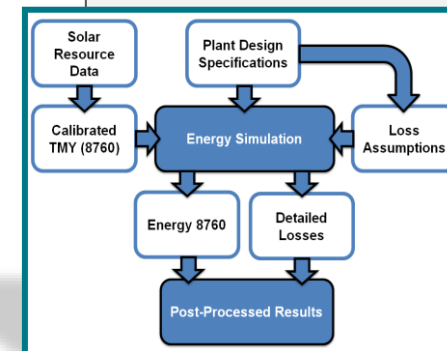 Solar
Resource
Data
Plant Design
Specifications
Calibrated
TMY (8760)
Energy Simulation
Loss
Assumptions
Energy 8760
Detailed
Losses
Post-Processed Results